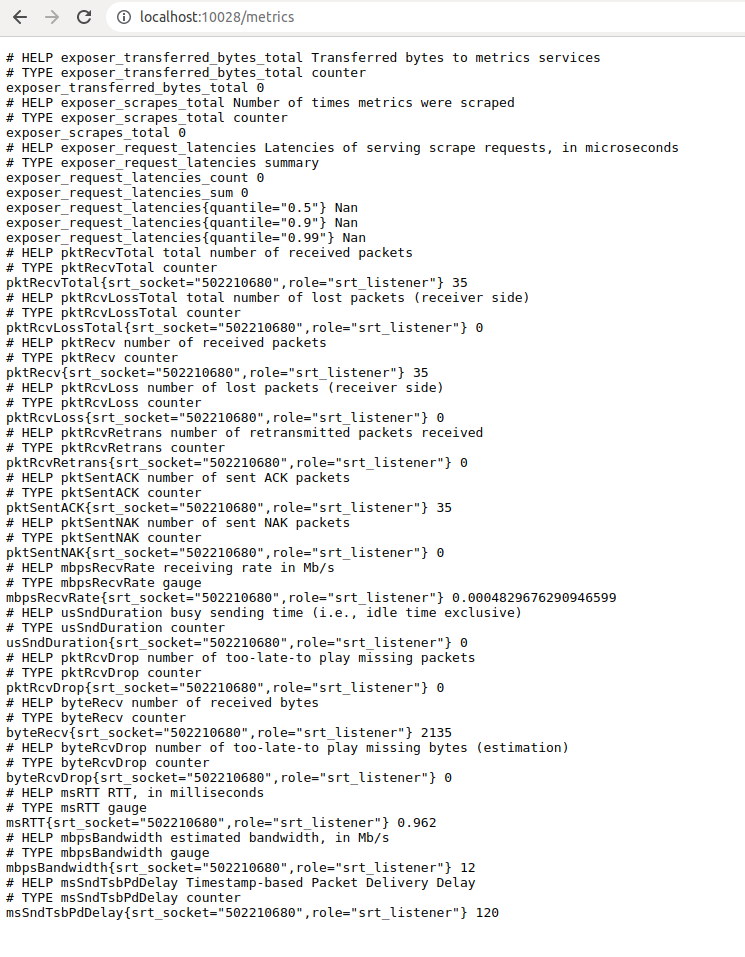 localhost:10028/metrics
# HELP exposer_transferred_bytes_total Transferred bytes to metrics services
# TYPE exposer_transferred_bytes_total counter
exposer_transferred_bytes_total 0
# HELP exposer_scrapes_total Number of times metrics were scraped
# TYPE exposer_scrapes_total counter
exposer_scrapes_total 0
# HELP exposer_request_latencies Latencies of serving scrape requests, in microseconds
# TYPE exposer_request_latencies summary
exposer_request_latencies_count 0
exposer_request_latencies_sum 0
exposer_request_latencies{quantile="0.5"} Nan
exposer_request_latencies{quantile="0.9"} Nan
exposer_request_latencies{quantile="0.99"} Nan
# HELP pktRecvTotal total number of received packets
# TYPE pktRecvTotal counter
pktRecvTotal{srt_socket="502210680",role="srt_listener"} 35
# HELP pktRcvLossTotal total number of lost packets (receiver side)
# TYPE pktRcvLossTotal counter
pktRcvLossTotal{srt_socket="502210680",role="srt_listener"} 0
# HELP pktRecv number of received packets
# TYPE pktRecv counter
pktRecv{srt_socket="502210680",role="srt_listener"} 35
# HELP pktRcvLoss number of lost packets (receiver side)
# TYPE pktRcvLoss counter
pktRcvLoss{srt_socket="502210680",role="srt_listener"} 0
# HELP pktRcvRetrans number of retransmitted packets received
# TYPE pktRcvRetrans counter
pktRcvRetrans{srt_socket="502210680",role="srt_listener"} 0
# HELP pktSentACK number of sent ACK packets
# TYPE pktSentACK counter
pktSentACK{srt_socket="502210680",role="srt_listener"} 35
# HELP pktSentNAK number of sent NAK packets
# TYPE pktSentNAK counter
pktSentNAK{srt_socket="502210680",role="srt_listener"} 0
# HELP mbpsRecvRate receiving rate in Mb/s
# TYPE mbpsRecvRate gauge
mbpsRecvRate{srt_socket="502210680",role="srt_listener"} 0.0004829676290946599
# HELP usSndDuration busy sending time (i.e., idle time exclusive)
# TYPE usSndDuration counter
usSndDuration{srt_socket="502210680",role="srt_listener"} 0
# HELP pktRcvDrop number of too-late-to play missing packets
# TYPE pktRcvDrop counter
pktRcvDrop{srt_socket="502210680",role="srt_listener"} 0
# HELP byteRecv number of received bytes
# TYPE byteRecv counter
byteRecv{srt_socket="502210680",role="srt_listener"} 2135
# HELP byteRcvDrop number of too-late-to play missing bytes (estimation)
# TYPE byteRcvDrop counter
byteRcvDrop{srt_socket="502210680",role="srt_listener"} 0
# HELP msRTT RTT, in milliseconds
# TYPE msRTT gauge
msRTT{srt_socket="502210680",role="srt_listener"} 0.962
# HELP mbpsBandwidth estimated bandwidth, in Mb/s
# TYPE mbpsBandwidth gauge
mbpsBandwidth{srt_socket="502210680",role="srt_listener"} 12
# HELP msSndTsbPdDelay Timestamp-based Packet Delivery Delay
# TYPE msSndTsbPdDelay counter
msSndTsbPdDelay{srt_socket="502210680",role="srt_listener"} 120